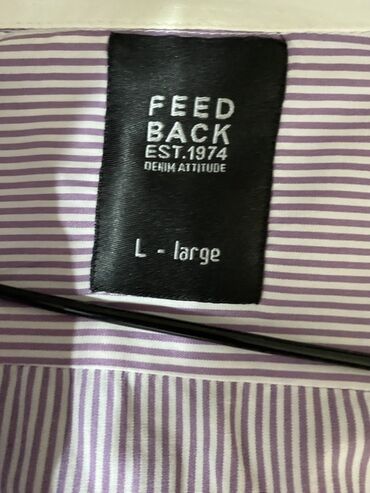 FEED
BACK
EST.1974
DENIM ATTITUDE
L - large